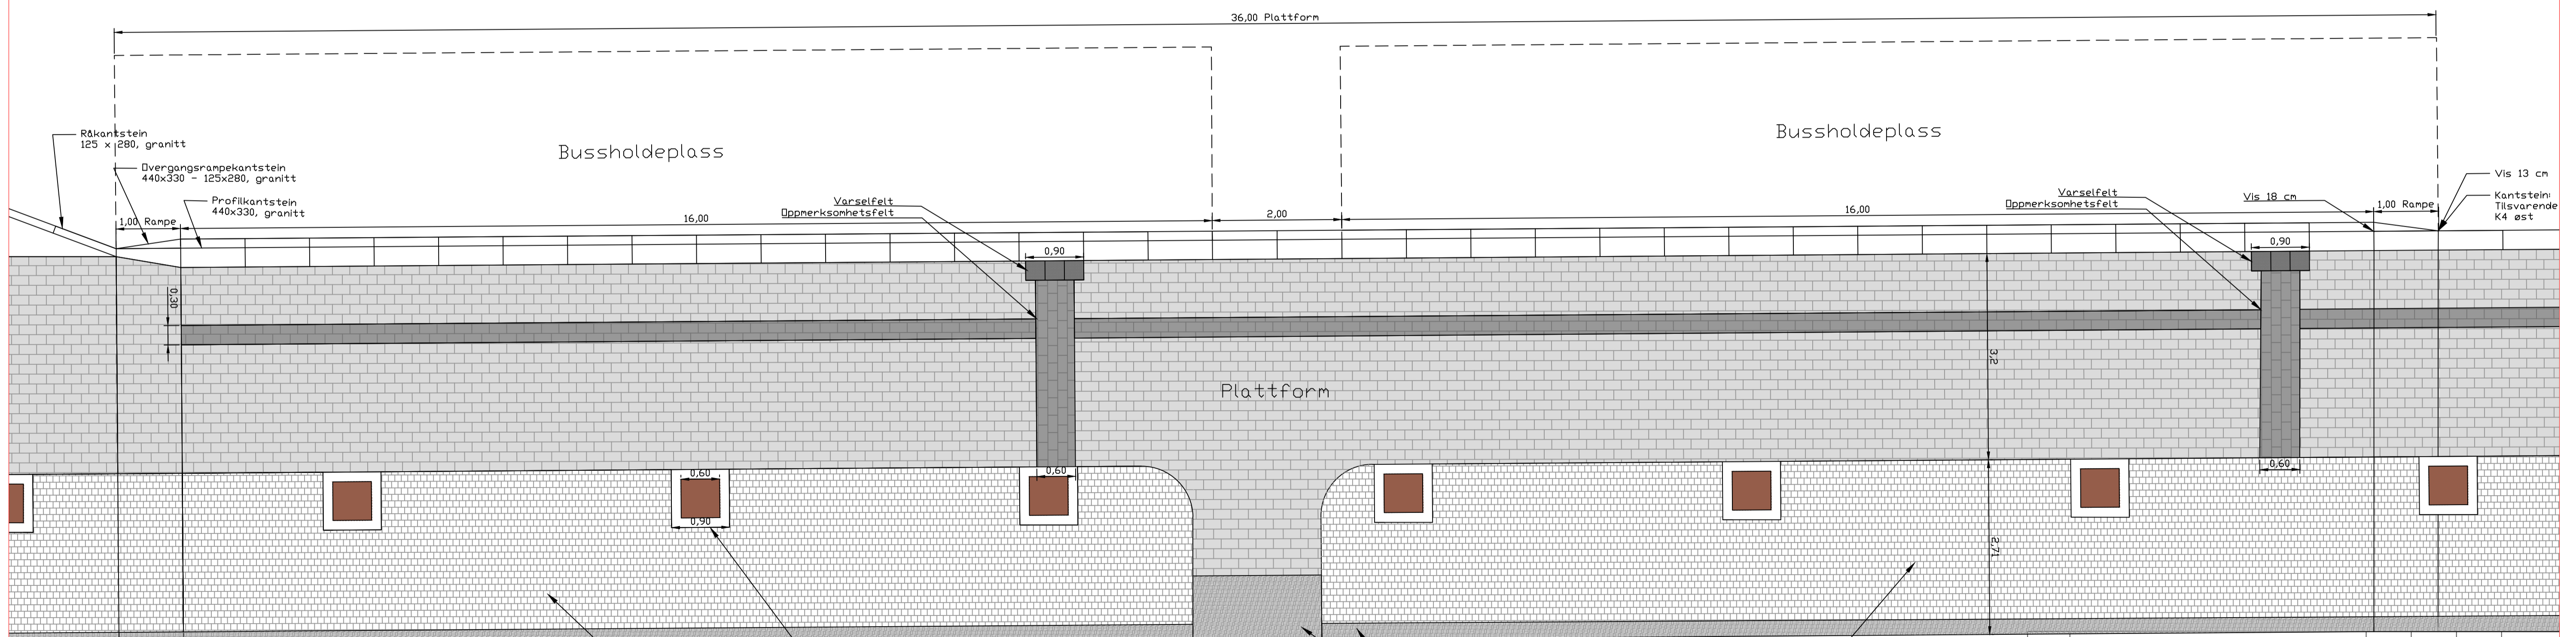 36,00 Plattform
Råkantstein
125 x 280, granitt
Overgangsrampekantstein
440x330 - 125x280, granitt
Profilkantstein
440x330, granitt
1,00 Rampe
Bussholdeplass
16,00
Varselfelt
Oppmerksomhetsfelt
2,00
Bussholdeplass
16,00
Varselfelt
Oppmerksomhetsfelt
Vis 18 cm
1,00 Rampe
Vis 13 cm
Kantstein:
Tilsvarende
K4 øst
0,90
0,90
0,30
3,2
Plattform
0,60
0,90
0,60
0,60
2,71